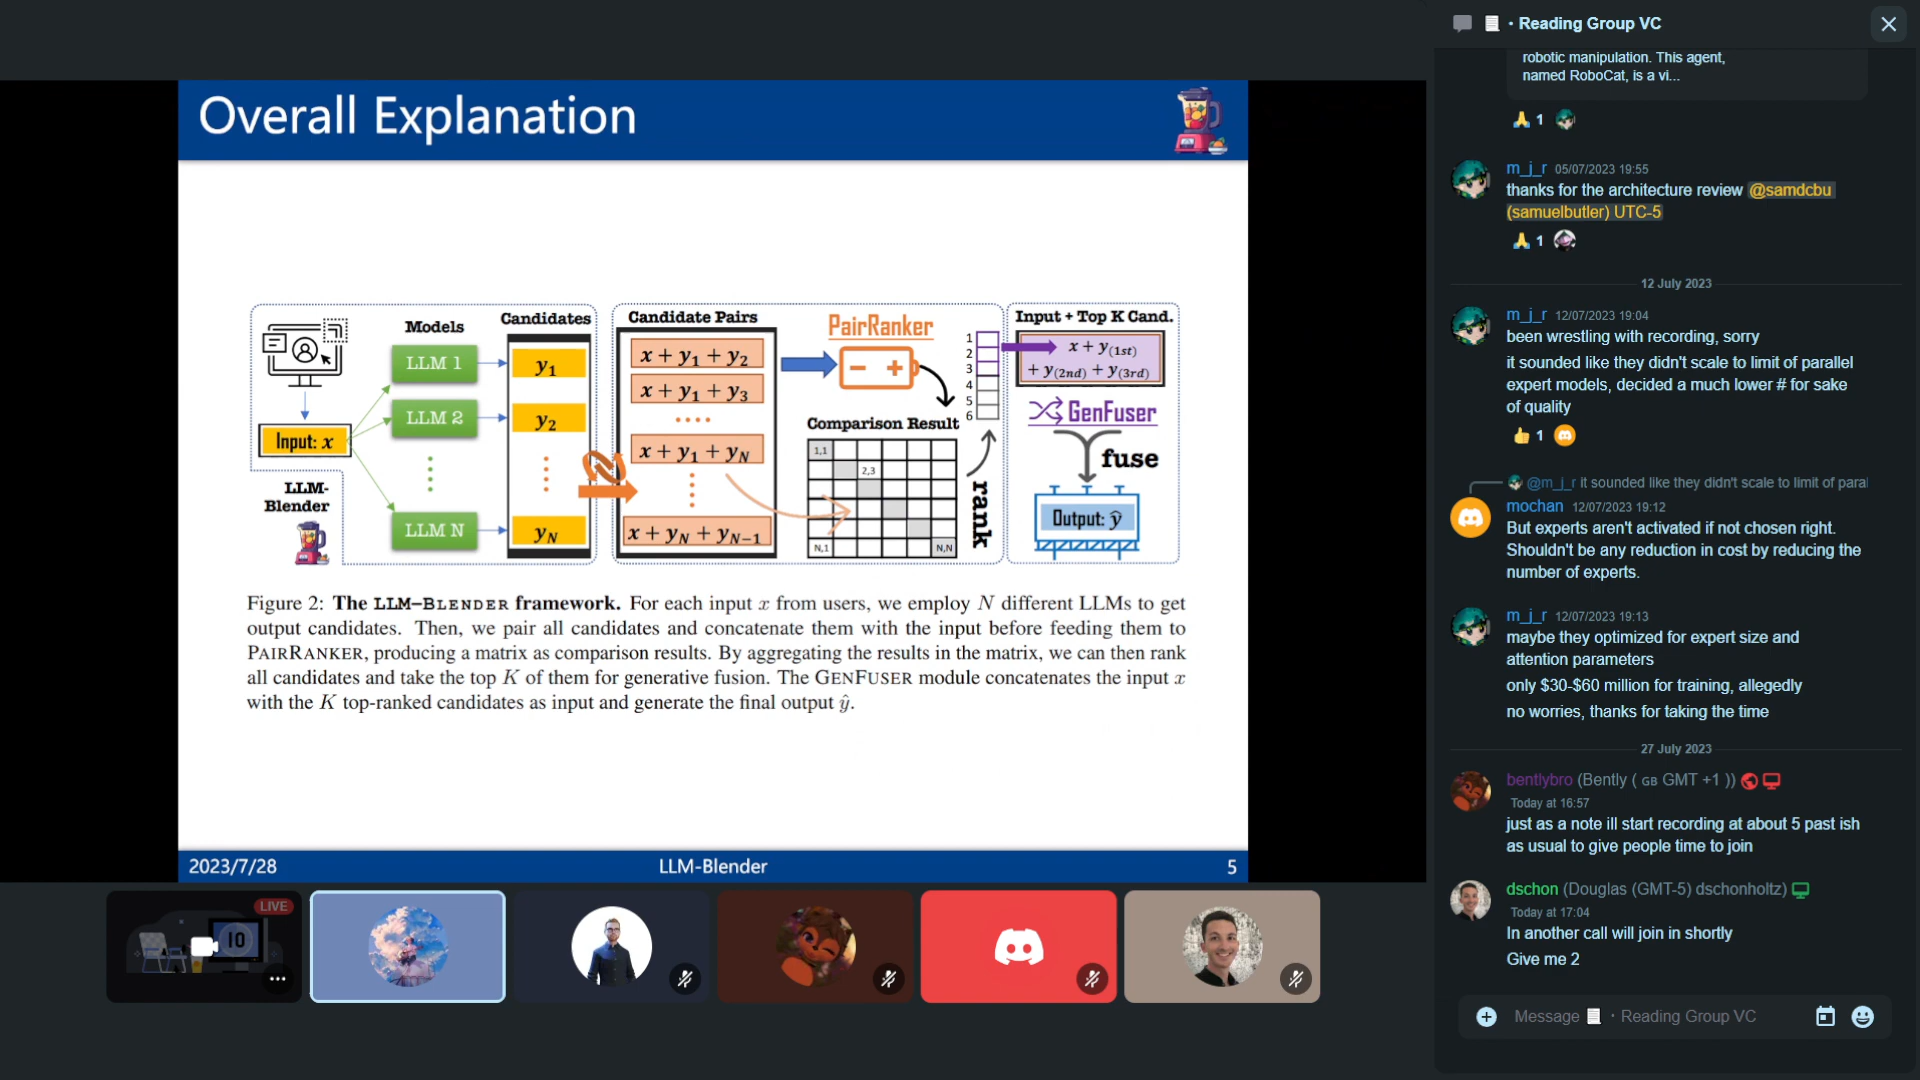 Overall Explanation
Models
Candidates
LLM 1
LLM 2
LLM N
y1
y2
yN
Input: x
LLM-
Blender
Candidate Pairs
x + y1 + y2
x + y1 + y3
x + y1 + yN
x + yN + yN−1
PairRanker
Comparison Result
1,1
2,3
N,1
N,N
1
2
3
4
5
6
rank
Input + Top K Cand.
x + y(1st)
+ y(2nd) + y(3rd)
GenFuser
fuse
Output: ŷ
Figure 2: The LLM-BLENDER framework. For each input x from users, we employ N different LLMs to get
output candidates. Then, we pair all candidates and concatenate them with the input before feeding them to
PAIRRANKER, producing a matrix as comparison results. By aggregating the results in the matrix, we can then rank
all candidates and take the top K of them for generative fusion. The GENFUSER module concatenates the input x
with the K top-ranked candidates as input and generate the final output ŷ.
2023/7/28
LLM-Blender
5
LIVE
10
Reading Group VC
robotic manipulation. This agent,
named RoboCat, is a vi...
1
m_j_r 05/07/2023 19:55
thanks for the architecture review @samdcbu
(samuelbutler) UTC-5
1
12 July 2023
m_j_r 12/07/2023 19:04
been wrestling with recording, sorry
it sounded like they didn't scale to limit of parallel
expert models, decided a much lower # for sake
of quality
1
@m_j_r it sounded like they didn't scale to limit of paral
mochan 12/07/2023 19:12
But experts aren't activated if not chosen right.
Shouldn't be any reduction in cost by reducing the
number of experts.
m_j_r 12/07/2023 19:13
maybe they optimized for expert size and
attention parameters
only $30-$60 million for training, allegedly
no worries, thanks for taking the time
27 July 2023
bentlybro (Bently ( GB GMT +1 ))
Today at 16:57
just as a note ill start recording at about 5 past ish
as usual to give people time to join
dschon (Douglas (GMT-5) dschonholtz)
Today at 17:04
In another call will join in shortly
Give me 2
Message · Reading Group VC